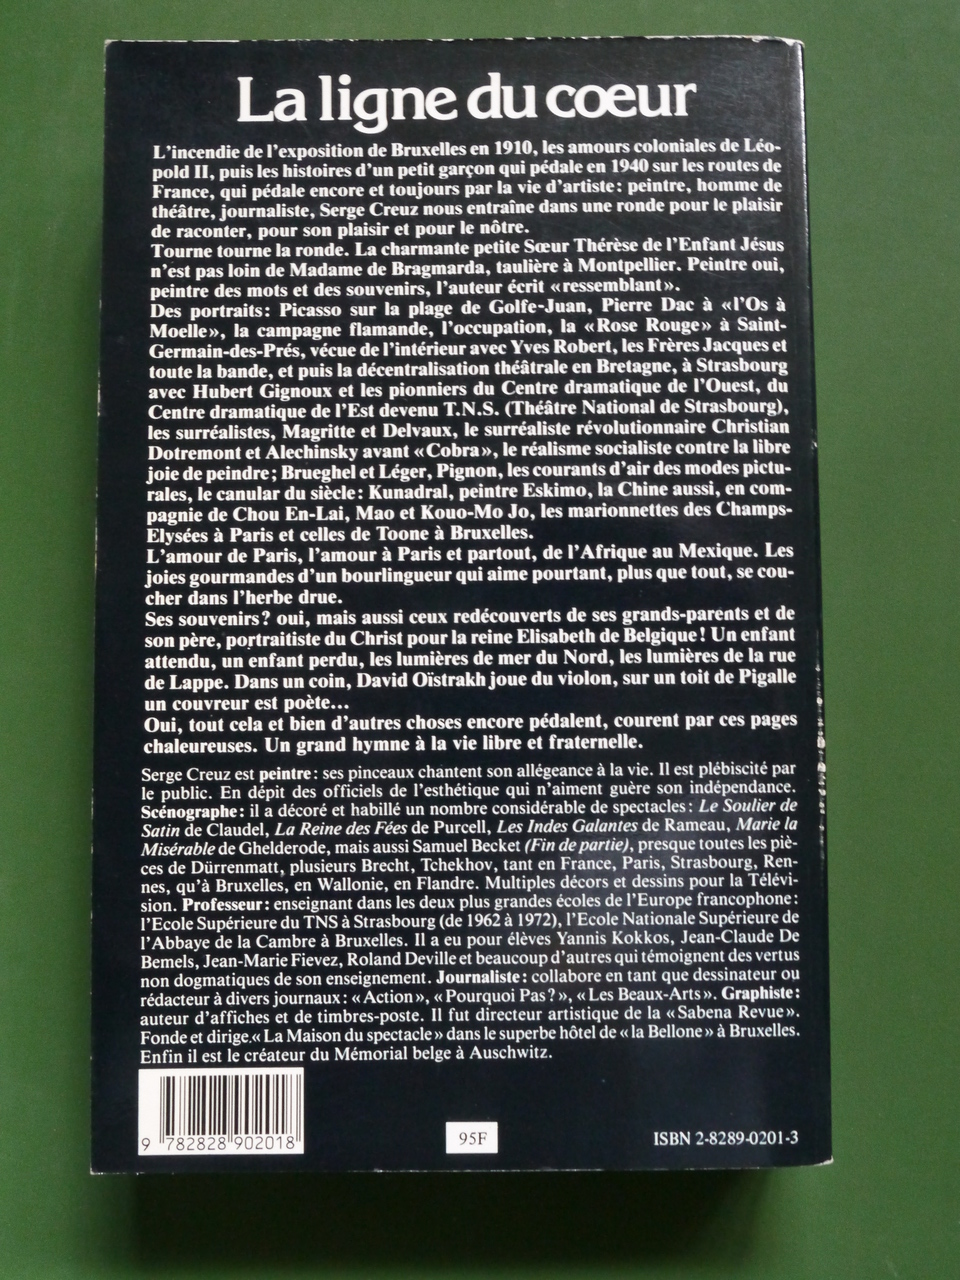 La ligne du cœur
L'incendie de l'exposition de Bruxelles en 1910, les amours coloniales de Léo-
pold II, puis les histoires d'un petit garçon qui pédale en 1940 sur les routes de
France, qui pédale encore et toujours par la vie d'artiste : peintre, homme de
théâtre, journaliste, Serge Creuz nous entraîne dans une ronde pour le plaisir
de raconter, pour son plaisir et pour le nôtre.
Tourne tourne la ronde. La charmante petite Sœur Thérèse de l'Enfant Jésus
n'est pas loin de Madame de Bragmarda, taulière à Montpellier. Peintre oui,
peintre des mots et des souvenirs, l'auteur écrit «ressemblant».
Des portraits : Picasso sur la plage de Golfe-Juan, Pierre Dac à «l'Os à
Moelle», la campagne flamande, l'occupation, la «Rose Rouge» à Saint-
Germain-des-Prés, vécue de l'intérieur avec Yves Robert, les Frères Jacques et
toute la bande, et puis la décentralisation théâtrale en Bretagne, à Strasbourg
avec Hubert Gignoux et les pionniers du Centre dramatique de l'Ouest, du
Centre dramatique de l'Est devenu T.N.S. (Théâtre National de Strasbourg),
les surréalistes, Magritte et Delvaux, le surréaliste révolutionnaire Christian
Dotremont et Alechinsky avant «Cobra», le réalisme socialiste contre la libre
joie de peindre ; Brueghel et Léger, Pignon, les courants d'air des modes pictu-
rales, le canular du siècle : Kunadral, peintre Eskimo, la Chine aussi, en com-
pagnie de Chou En-Lai, Mao et Kouo-Mo Jo, les marionnettes des Champs-
Elysées à Paris et celles de Toone à Bruxelles.
L'amour de Paris, l'amour à Paris et partout, de l'Afrique au Mexique. Les
joies gourmandes d'un bourlingueur qui aime pourtant, plus que tout, se cou-
cher dans l'herbe drue.
Ses souvenirs ? oui, mais aussi ceux redécouverts de ses grands-parents et de
son père, portraitiste du Christ pour la reine Elisabeth de Belgique ! Un enfant
attendu, un enfant perdu, les lumières de mer du Nord, les lumières de la rue
de Lappe. Dans un coin, David Oïstrakh joue du violon, sur un toit de Pigalle
un couvreur est poète...
Oui, tout cela et bien d'autres choses encore pédalent, courent par ces pages
chaleureuses. Un grand hymne à la vie libre et fraternelle.
Serge Creuz est peintre : ses pinceaux chantent son allégeance à la vie. Il est plébiscité par
le public. En dépit des officiels de l'esthétique qui n'aiment guère son indépendance.
Scénographe : il a décoré et habillé un nombre considérable de spectacles : Le Soulier de
Satin de Claudel, La Reine des Fées de Purcell, Les Indes Galantes de Rameau, Marie la
Misérable de Ghelderode, mais aussi Samuel Becket (Fin de partie), presque toutes les piè-
ces de Dürrenmatt, plusieurs Brecht, Tchekhov, tant en France, Paris, Strasbourg, Ren-
nes, qu'à Bruxelles, en Wallonie, en Flandre. Multiples décors et dessins pour la Télévi-
sion. Professeur : enseignant dans les deux plus grandes écoles de l'Europe francophone :
l'Ecole Supérieure du TNS à Strasbourg (de 1962 à 1972), l'Ecole Nationale Supérieure de
l'Abbaye de la Cambre à Bruxelles. Il a eu pour élèves Yannis Kokkos, Jean-Claude De
Bemels, Jean-Marie Fievez, Roland Deville et beaucoup d'autres qui témoignent des vertus
non dogmatiques de son enseignement. Journaliste : collabore en tant que dessinateur ou
rédacteur à divers journaux : «Action», «Pourquoi Pas?», «Les Beaux-Arts». Graphiste :
auteur d'affiches et de timbres-poste. Il fut directeur artistique de la «Sabena Revue».
Fonde et dirige «La Maison du spectacle» dans le superbe hôtel de «la Bellone» à Bruxelles.
Enfin il est le créateur du Mémorial belge à Auschwitz.
9 782828 902018
95F
ISBN 2-8289-0201-3